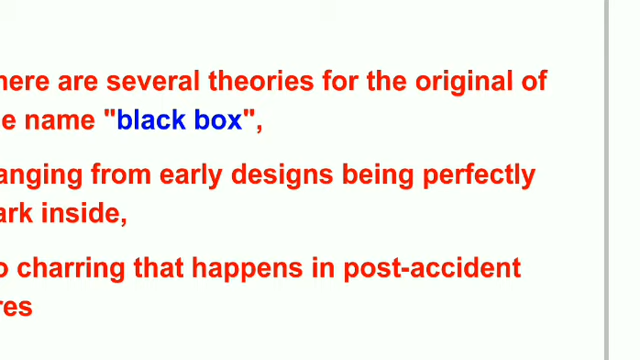 here are several theories for the original of
e name "black box",
anging from early designs being perfectly
ark inside,
o charring that happens in post-accident
res